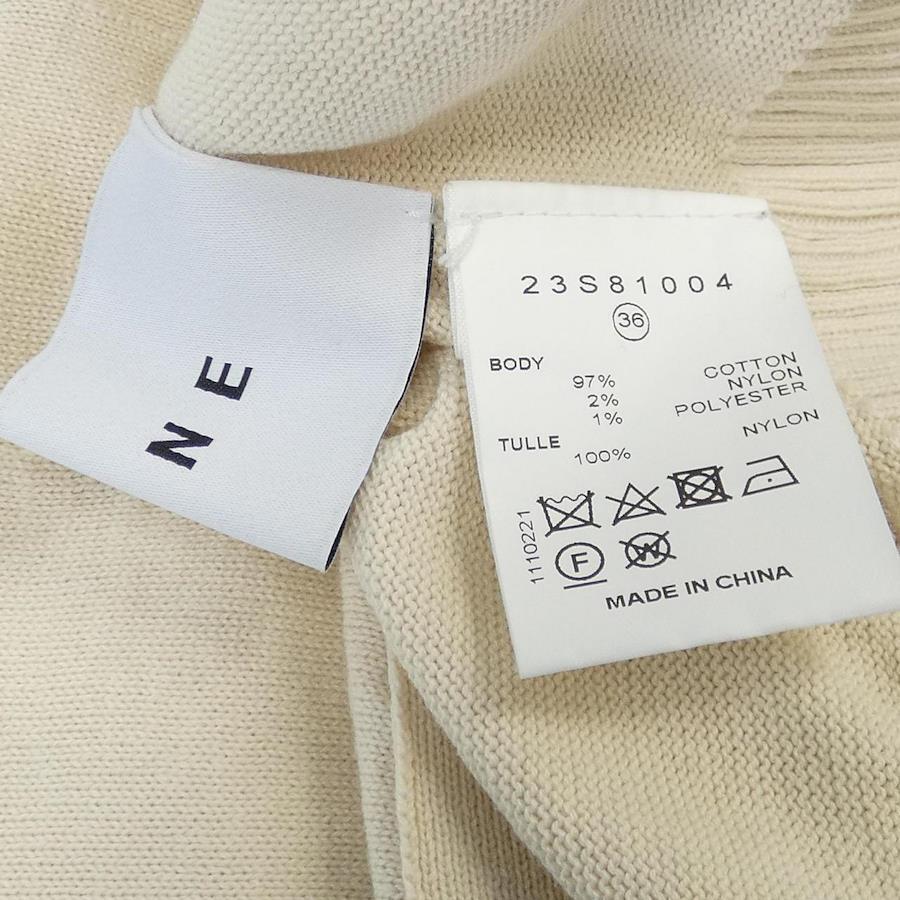 NE
23S81004
36
BODY
97% COTTON
2% NYLON
1% POLYESTER
TULLE
100% NYLON
1110221
F
W
MADE IN CHINA